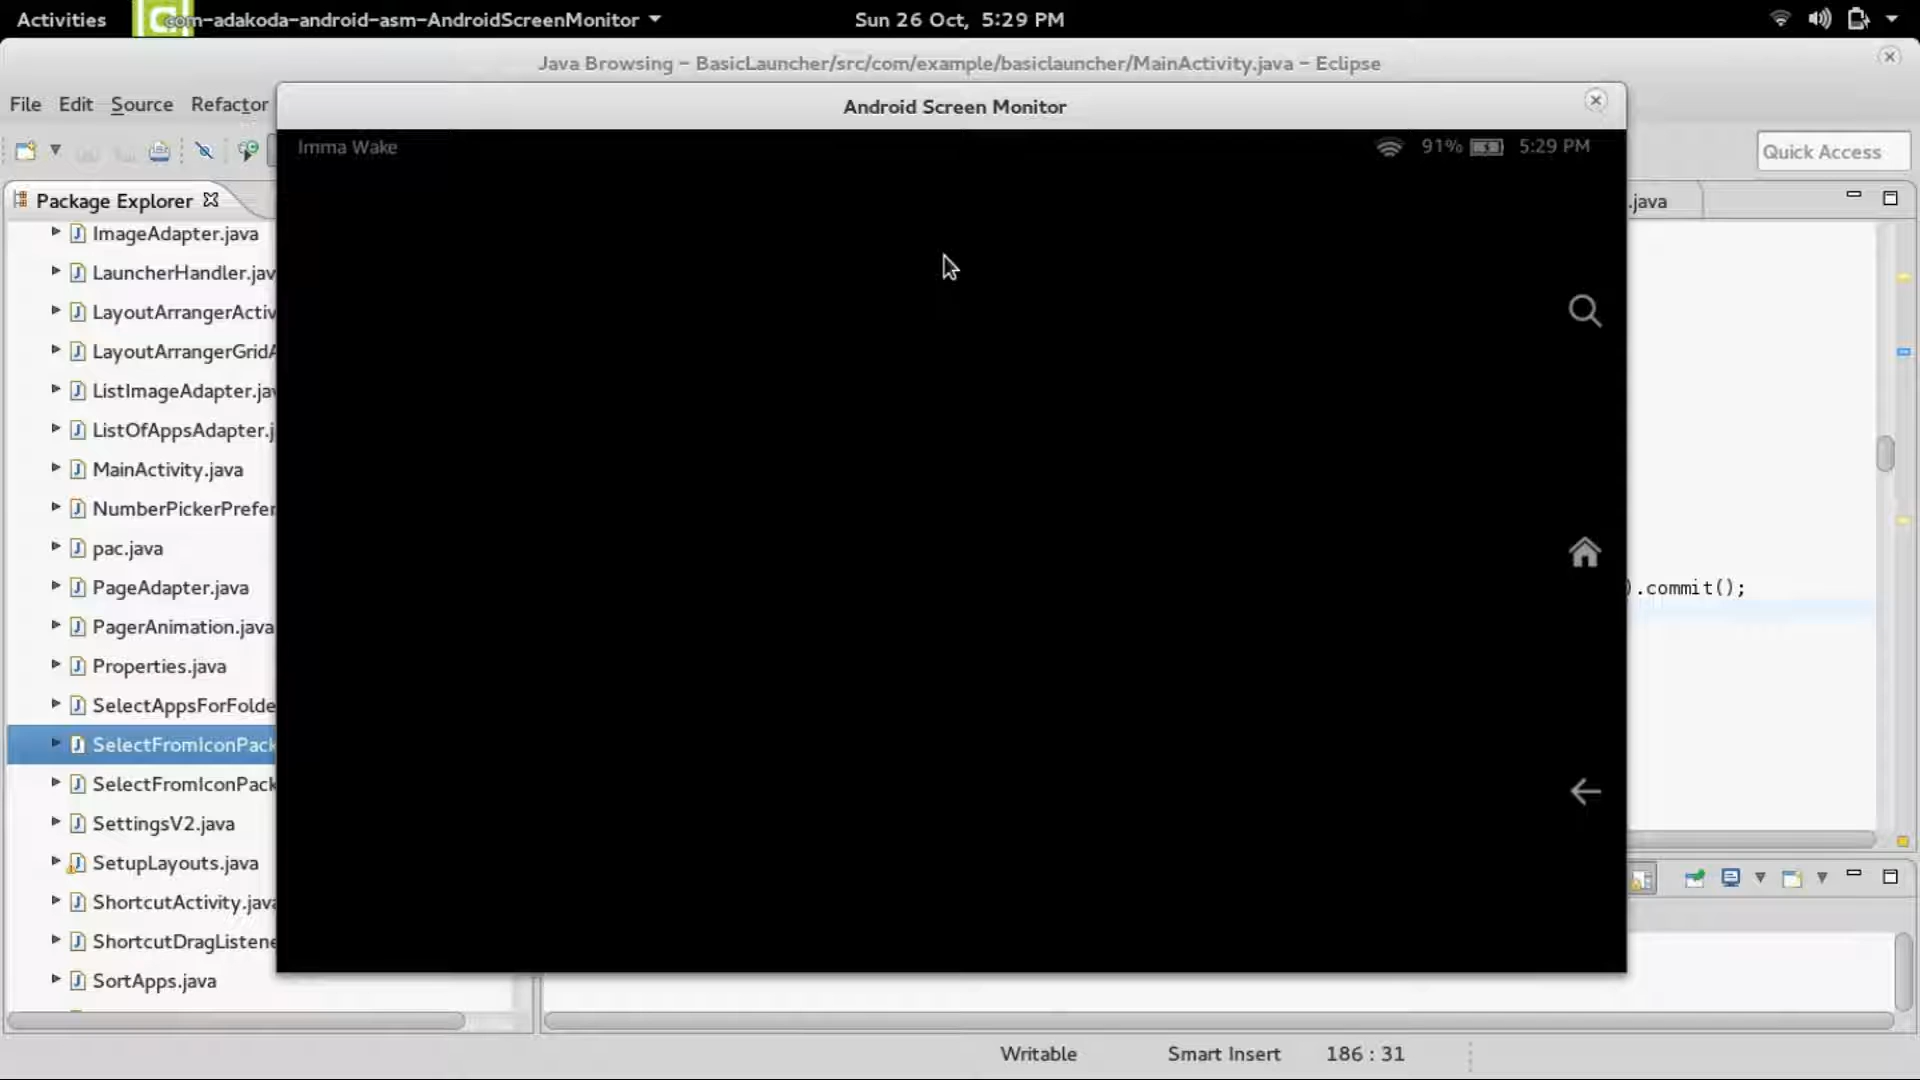 Activities
com-adakoda-android-asm-AndroidScreenMonitor
Sun 26 Oct, 5:29 PM
Java Browsing – BasicLauncher/src/com/example/basiclauncher/MainActivity.java – Eclipse
File Edit Source Refactor
Android Screen Monitor
Imma Wake
91%
5:29 PM
Quick Access
Package Explorer
.java
ImageAdapter.java
LauncherHandler.jav
LayoutArrangerActiv
LayoutArrangerGridA
ListImageAdapter.jav
ListOfAppsAdapter.j
MainActivity.java
NumberPickerPrefer
pac.java
PageAdapter.java
).commit();
PagerAnimation.java
Properties.java
SelectAppsForFolde
SelectFromIconPack
SelectFromIconPack
SettingsV2.java
SetupLayouts.java
ShortcutActivity.java
ShortcutDragListene
SortApps.java
Writable
Smart Insert
186 : 31